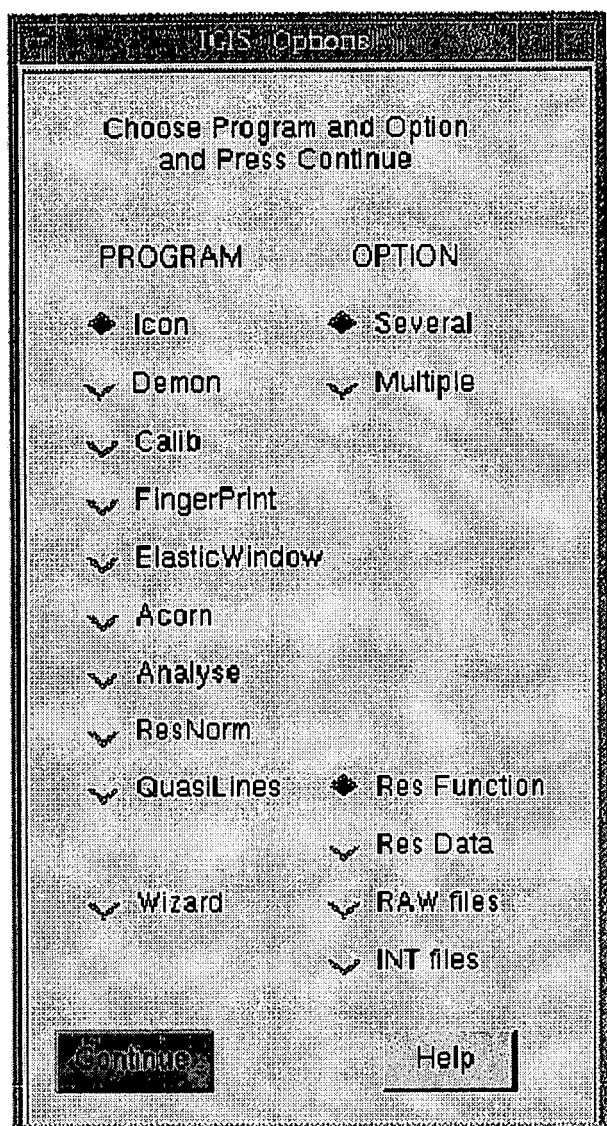 IGIS Options
Choose Program and Option
and Press Continue
PROGRAM OPTION
Icon Several
Demon Multiple
Calib
FingerPrint
ElasticWindow
Acorn
Analyse
ResNorm
QuasiLines Res Function
Res Data
Wizard RAW files
INT files
Continue Help